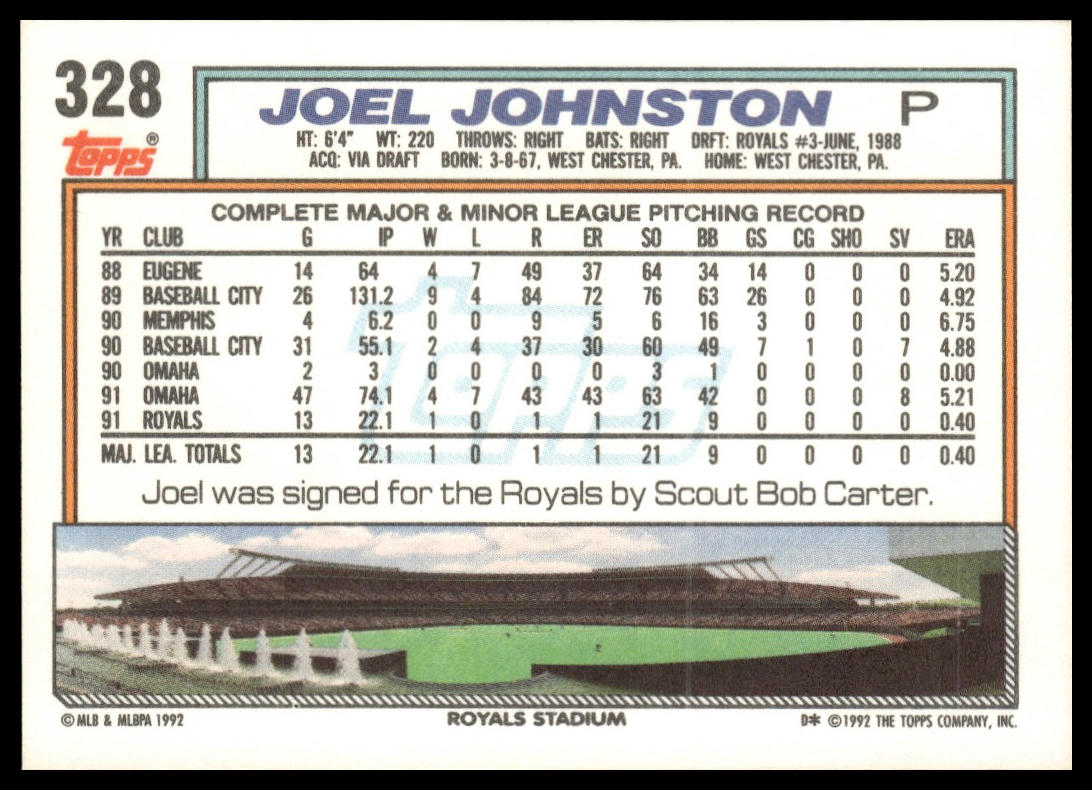 328
JOEL JOHNSTON P
topps®
HT: 6'4" WT: 220 THROWS: RIGHT BATS: RIGHT DRFT: ROYALS #3-JUNE, 1988
ACQ: VIA DRAFT BORN: 3-8-67, WEST CHESTER, PA. HOME: WEST CHESTER, PA.
COMPLETE MAJOR & MINOR LEAGUE PITCHING RECORD
YR CLUB G IP W L R ER SO BB GS CG SHO SV ERA
88 EUGENE 14 64 4 7 49 37 64 34 14 0 0 0 5.20
89 BASEBALL CITY 26 131.2 9 4 84 72 76 63 26 0 0 0 4.92
90 MEMPHIS 4 6.2 0 0 9 5 6 16 3 0 0 0 6.75
90 BASEBALL CITY 31 55.1 2 4 37 30 60 49 7 1 0 7 4.88
90 OMAHA 2 3 0 0 0 0 3 1 0 0 0 0 0.00
91 OMAHA 47 74.1 4 7 43 43 63 42 0 0 0 8 5.21
91 ROYALS 13 22.1 1 0 1 1 21 9 0 0 0 0 0.40
MAJ. LEA. TOTALS 13 22.1 1 0 1 1 21 9 0 0 0 0 0.40
topps
Joel was signed for the Royals by Scout Bob Carter.
© MLB & MLBPA 1992 ROYALS STADIUM D* © 1992 THE TOPPS COMPANY, INC.